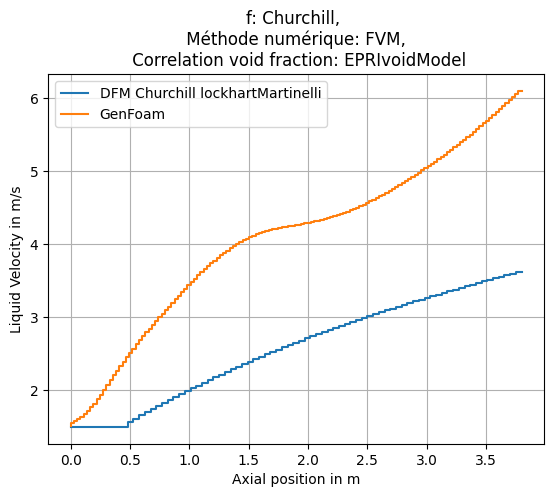 f: Churchill,
Méthode numérique: FVM,
Correlation void fraction: EPRIvoidModel
DFM Churchill lockhartMartinelli
GenFoam
Liquid Velocity in m/s
6
5
4
3
2
0.0 0.5 1.0 1.5 2.0 2.5 3.0 3.5
Axial position in m